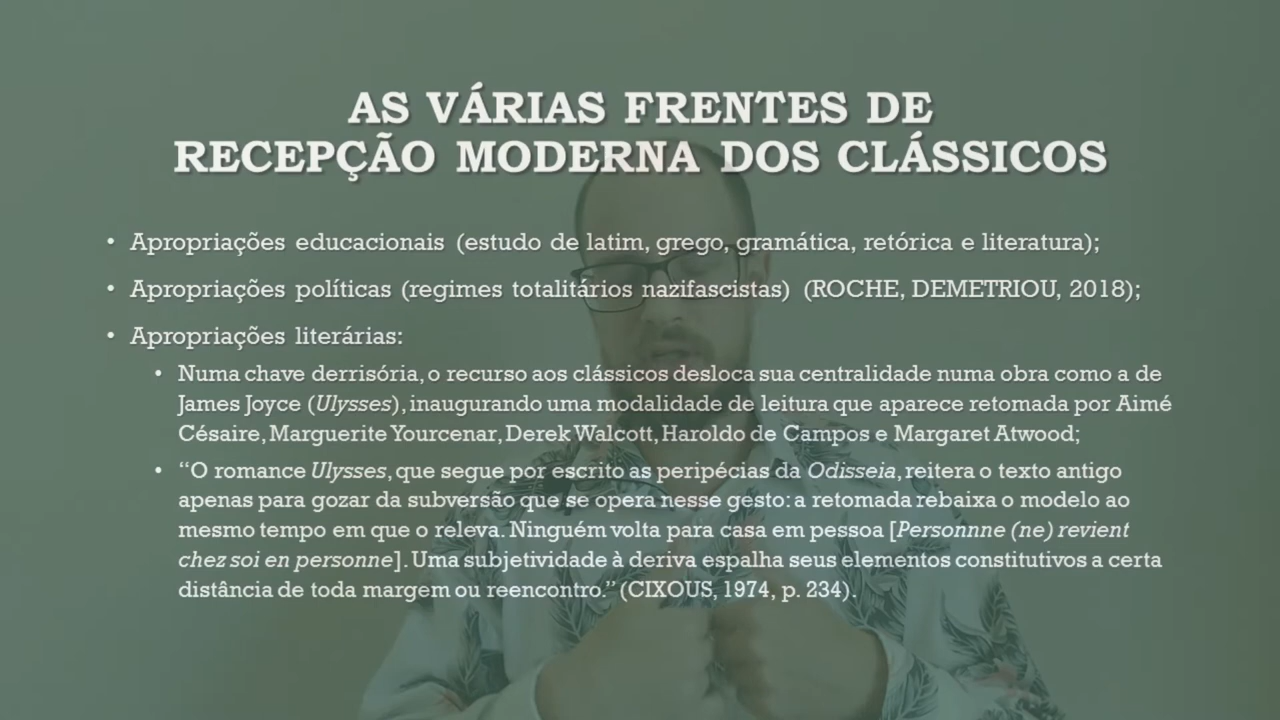 AS VÁRIAS FRENTES DE
RECEPÇÃO MODERNA DOS CLÁSSICOS
• Apropriações educacionais (estudo de latim, grego, gramática, retórica e literatura);
• Apropriações políticas (regimes totalitários nazifascistas) (ROCHE, DEMETRIOU, 2018);
• Apropriações literárias:
• Numa chave derrisória, o recurso aos clássicos desloca sua centralidade numa obra como a de
James Joyce (Ulysses), inaugurando uma modalidade de leitura que aparece retomada por Aimé
Césaire, Marguerite Yourcenar, Derek Walcott, Haroldo de Campos e Margaret Atwood;
• “O romance Ulysses, que segue por escrito as peripécias da Odisseia, reitera o texto antigo
apenas para gozar da subversão que se opera nesse gesto: a retomada rebaixa o modelo ao
mesmo tempo em que o releva. Ninguém volta para casa em pessoa [Personnne (ne) revient
chez soi en personne]. Uma subjetividade à deriva espalha seus elementos constitutivos a certa
distância de toda margem ou reencontro.” (CIXOUS, 1974, p. 234).